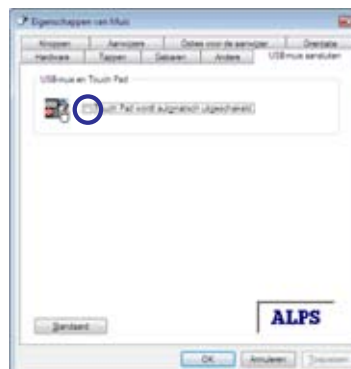 Eigenschappen van Muis
Knoppen Aanwijzers Opties voor de aanwijzer Oriëntatie
Hardware Tappen Gebaren Andere USB-muis aansluiten
USB-muis en Touch Pad
Touch Pad wordt automatisch uitgeschakeld.
ALPS
Standaard
OK Annuleren Toepassen